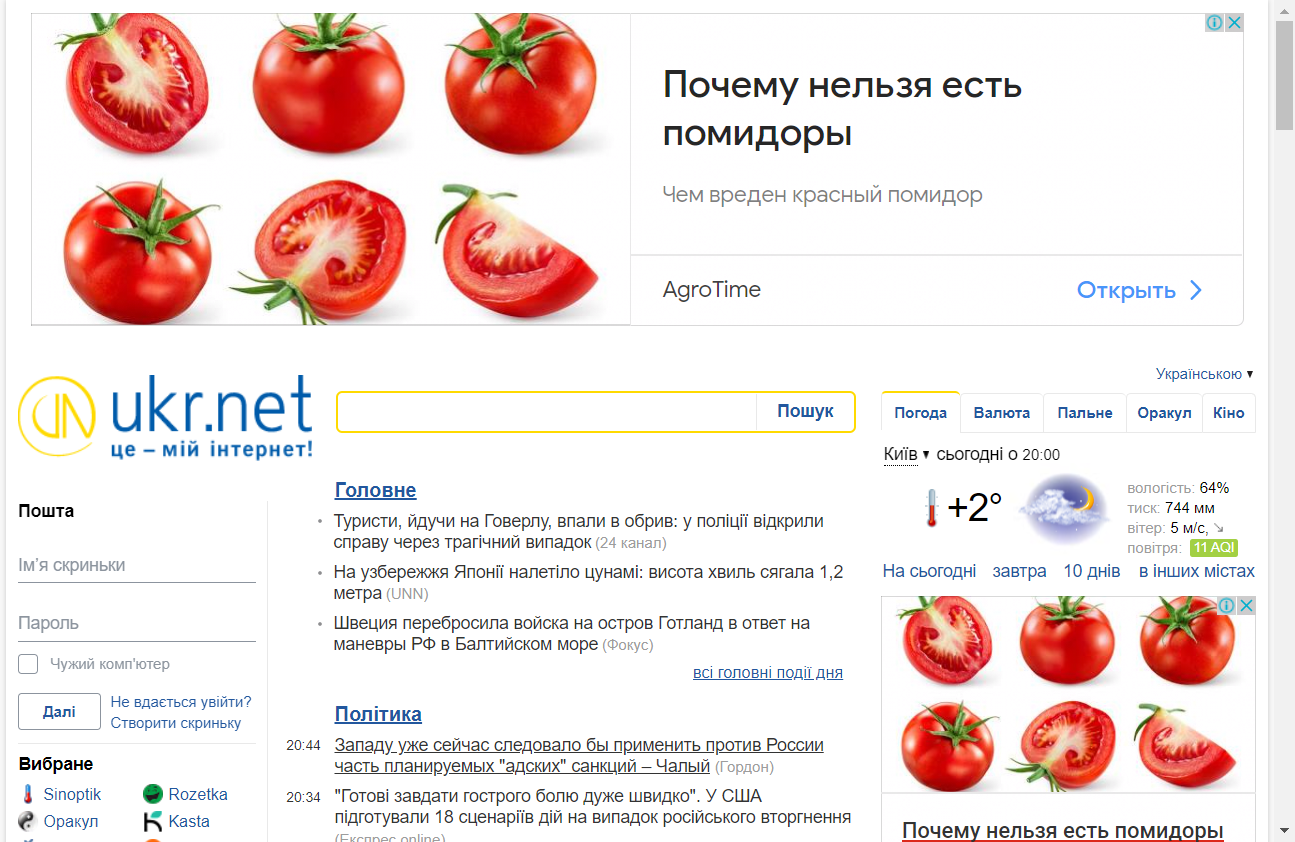 Почему нельзя есть
помидоры
Чем вреден красный помидор
AgroTime
Открыть
Українською
ukr.net
це – мій інтернет!
Пошук
Погода
Валюта
Пальне
Оракул
Кіно
Київ сьогодні о 20:00
+2°
вологість: 64%
тиск: 744 мм
вітер: 5 м/с, ↘
повітря: 11 AQI
На сьогодні завтра 10 днів в інших містах
Пошта
Ім'я скриньки
Пароль
Чужий комп'ютер
Далі
Не вдається увійти?
Створити скриньку
Вибране
Sinoptik
Rozetka
Оракул
Kasta
Головне
Туристи, йдучи на Говерлу, впали в обрив: у поліції відкрили
справу через трагічний випадок (24 канал)
На узбережжя Японії налетіло цунамі: висота хвиль сягала 1,2
метра (UNN)
Швеция перебросила войска на остров Готланд в ответ на
маневры РФ в Балтийском море (Фокус)
всі головні події дня
Політика
20:44 Западу уже сейчас следовало бы применить против России
часть планируемых "адских" санкций – Чалый (Гордон)
20:34 "Готові завдати гострого болю дуже швидко". У США
підготували 18 сценаріїв дій на випадок російського вторгнення
(Експрес online)
Почему нельзя есть помидоры